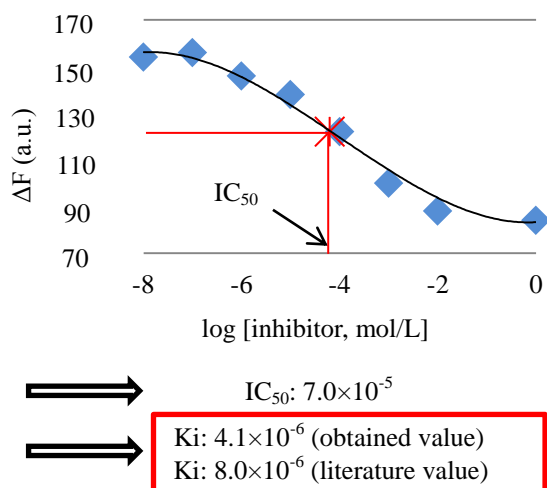 170
150
130
110
90
70
ΔF (a.u.)
IC₅₀
-8 -6 -4 -2 0
log [inhibitor, mol/L]
IC₅₀: 7.0×10⁻⁵
Ki: 4.1×10⁻⁶ (obtained value)
Ki: 8.0×10⁻⁶ (literature value)